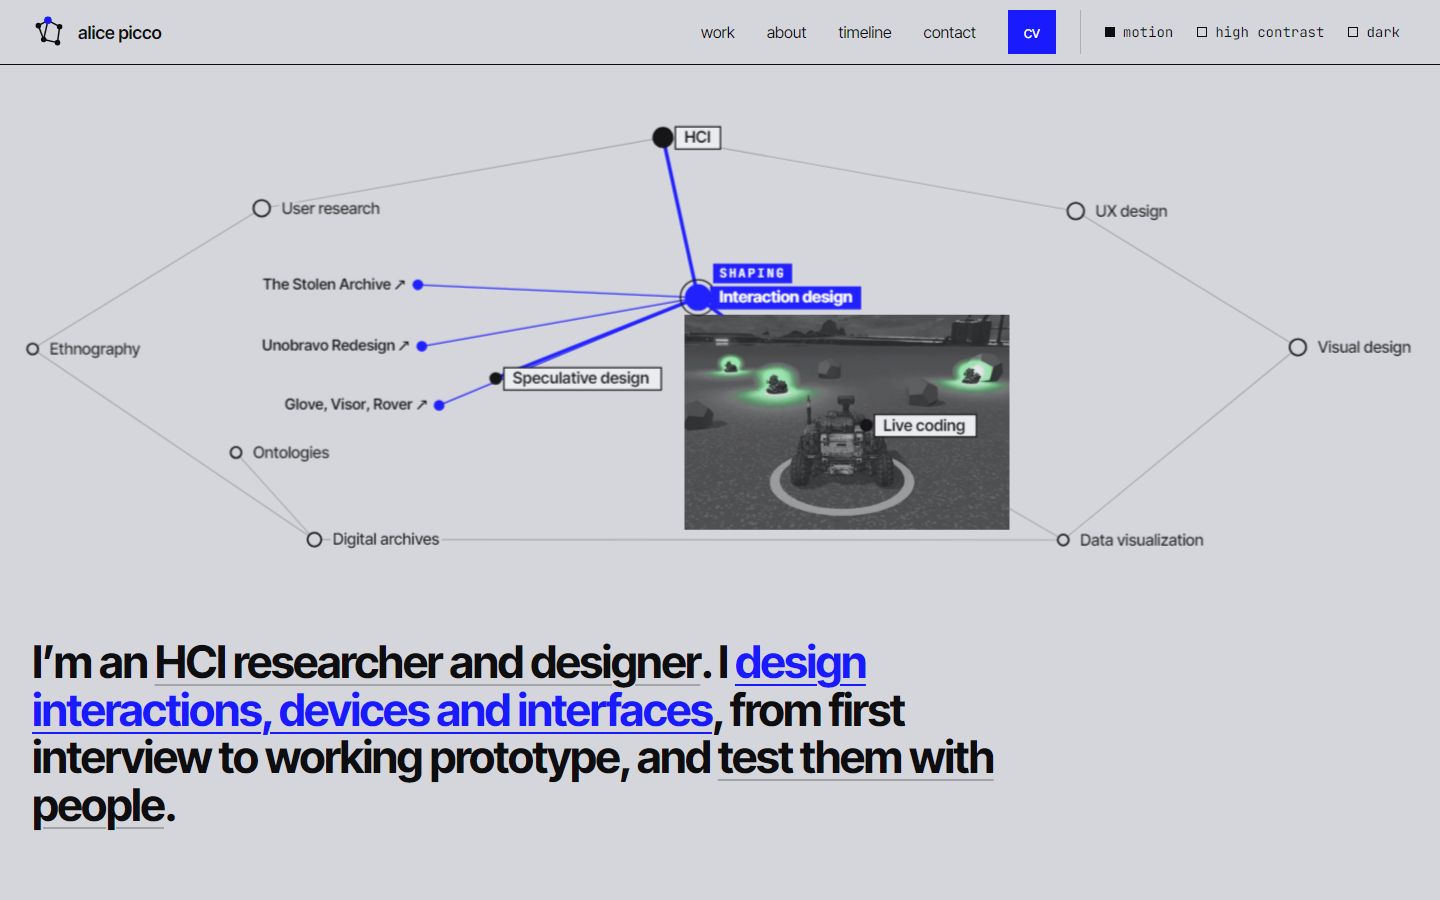 alice picco
work
about
timeline
contact
cv
motion
high contrast
dark
HCI
User research
UX design
SHAPING
The Stolen Archive ↗
Interaction design
Unobravo Redesign ↗
Ethnography
Visual design
Speculative design
Glove, Visor, Rover ↗
Live coding
Ontologies
Digital archives
Data visualization
I’m an HCI researcher and designer. I design
interactions, devices and interfaces, from first
interview to working prototype, and test them with
people.